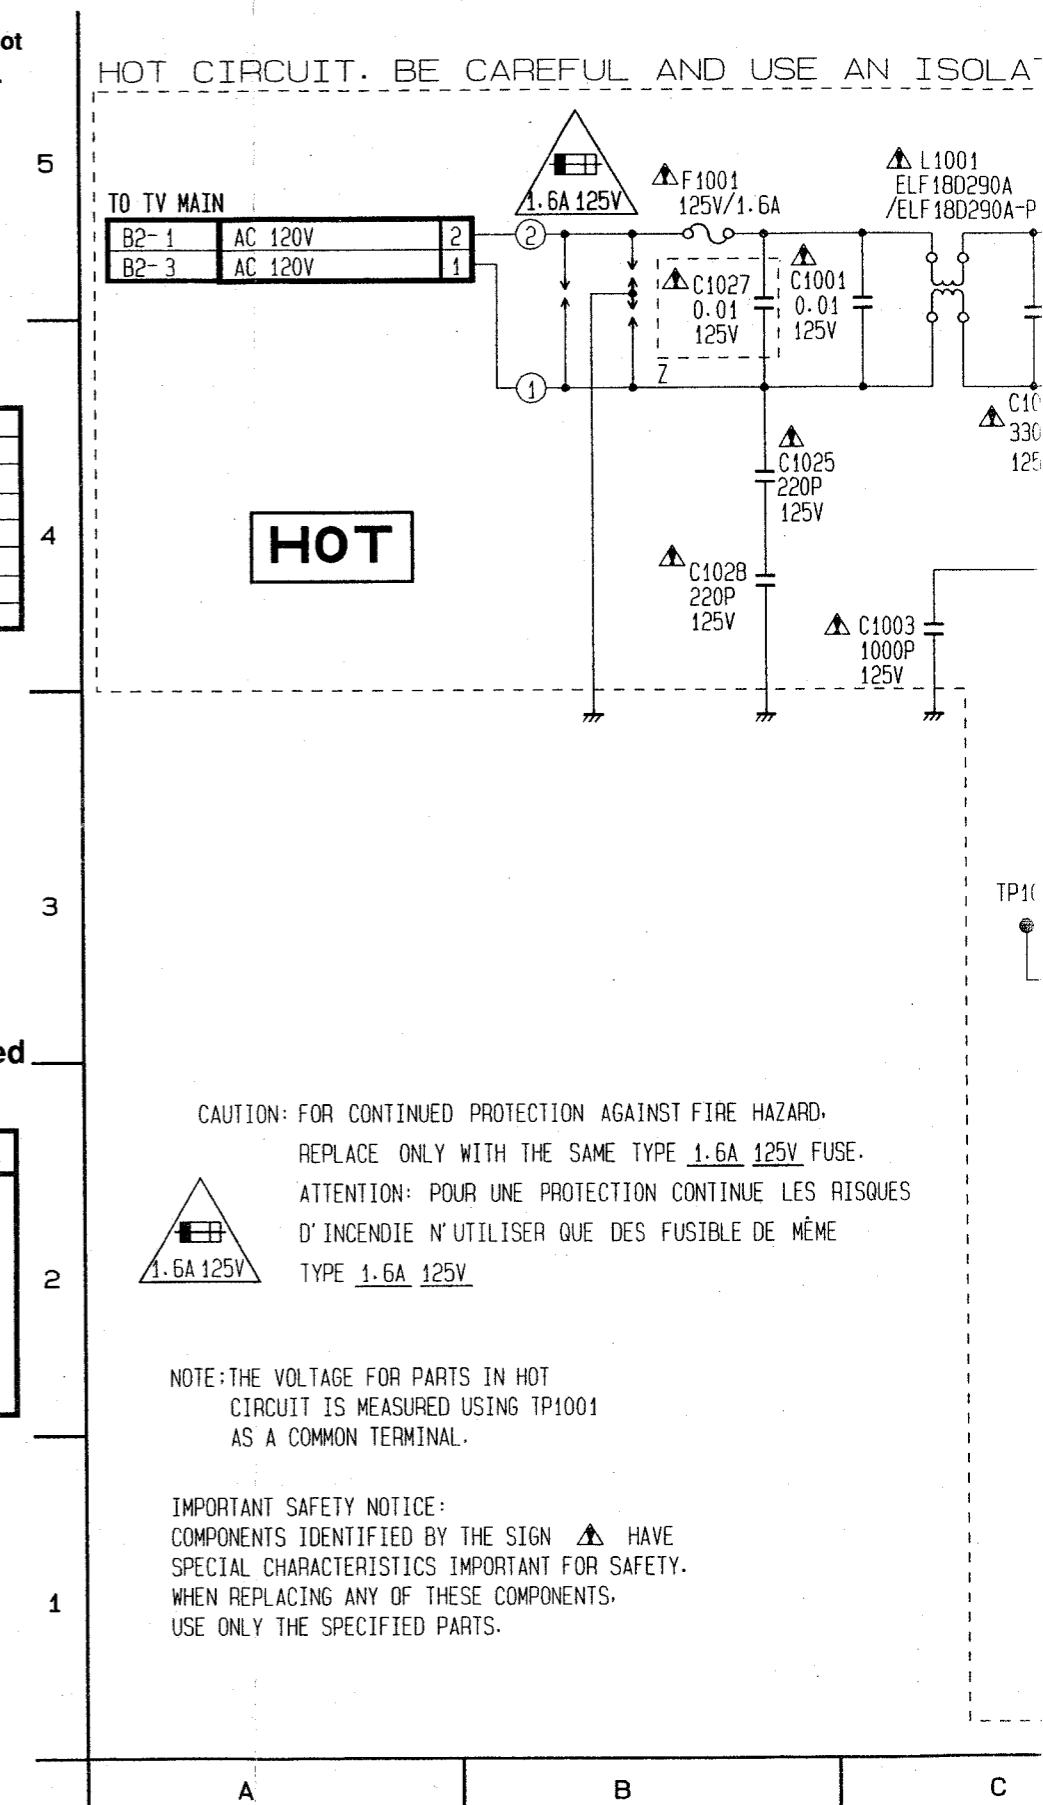 ot
HOT CIRCUIT. BE CAREFUL AND USE AN ISOLAT
5
1.6A 125V
F1001
125V/1.6A
L1001
ELF18D290A
/ELF18D290A-P
TO TV MAIN
B2-1 AC 120V 2
B2-3 AC 120V 1
2
1
C1027
0.01
125V
Z
C1001
0.01
125V
C10
330
125
C1025
220P
125V
4
HOT
C1028
220P
125V
C1003
1000P
125V
3
TP10
ed
CAUTION: FOR CONTINUED PROTECTION AGAINST FIRE HAZARD,
REPLACE ONLY WITH THE SAME TYPE 1.6A 125V FUSE.
ATTENTION: POUR UNE PROTECTION CONTINUE LES RISQUES
D'INCENDIE N'UTILISER QUE DES FUSIBLE DE MÊME
TYPE 1.6A 125V
1.6A 125V
2
NOTE:THE VOLTAGE FOR PARTS IN HOT
CIRCUIT IS MEASURED USING TP1001
AS A COMMON TERMINAL.
IMPORTANT SAFETY NOTICE:
COMPONENTS IDENTIFIED BY THE SIGN HAVE
SPECIAL CHARACTERISTICS IMPORTANT FOR SAFETY.
WHEN REPLACING ANY OF THESE COMPONENTS,
USE ONLY THE SPECIFIED PARTS.
1
A B C